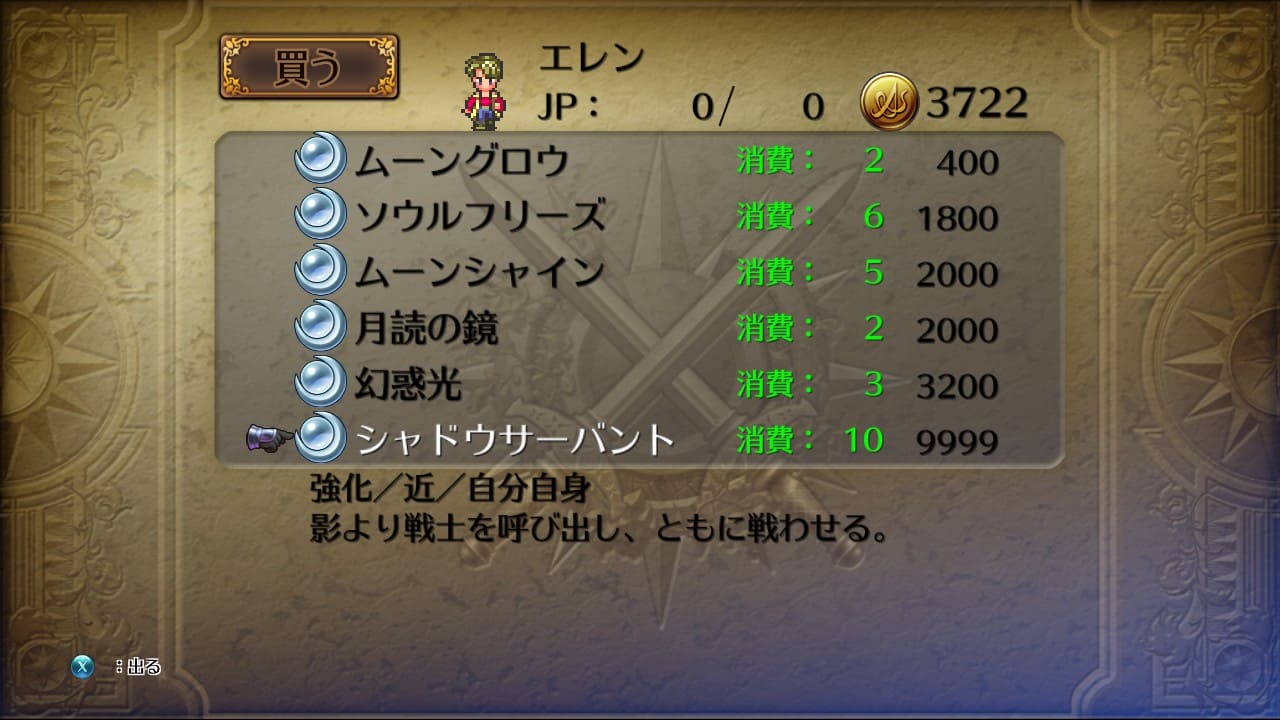 買う
エレン
JP： 0/ 0 3722
ムーングロウ 消費： 2 400
ソウルフリーズ 消費： 6 1800
ムーンシャイン 消費： 5 2000
月読の鏡 消費： 2 2000
幻惑光 消費： 3 3200
シャドウサーバント 消費： 10 9999
強化／近／自分自身
影より戦士を呼び出し、ともに戦わせる。
X ：出る